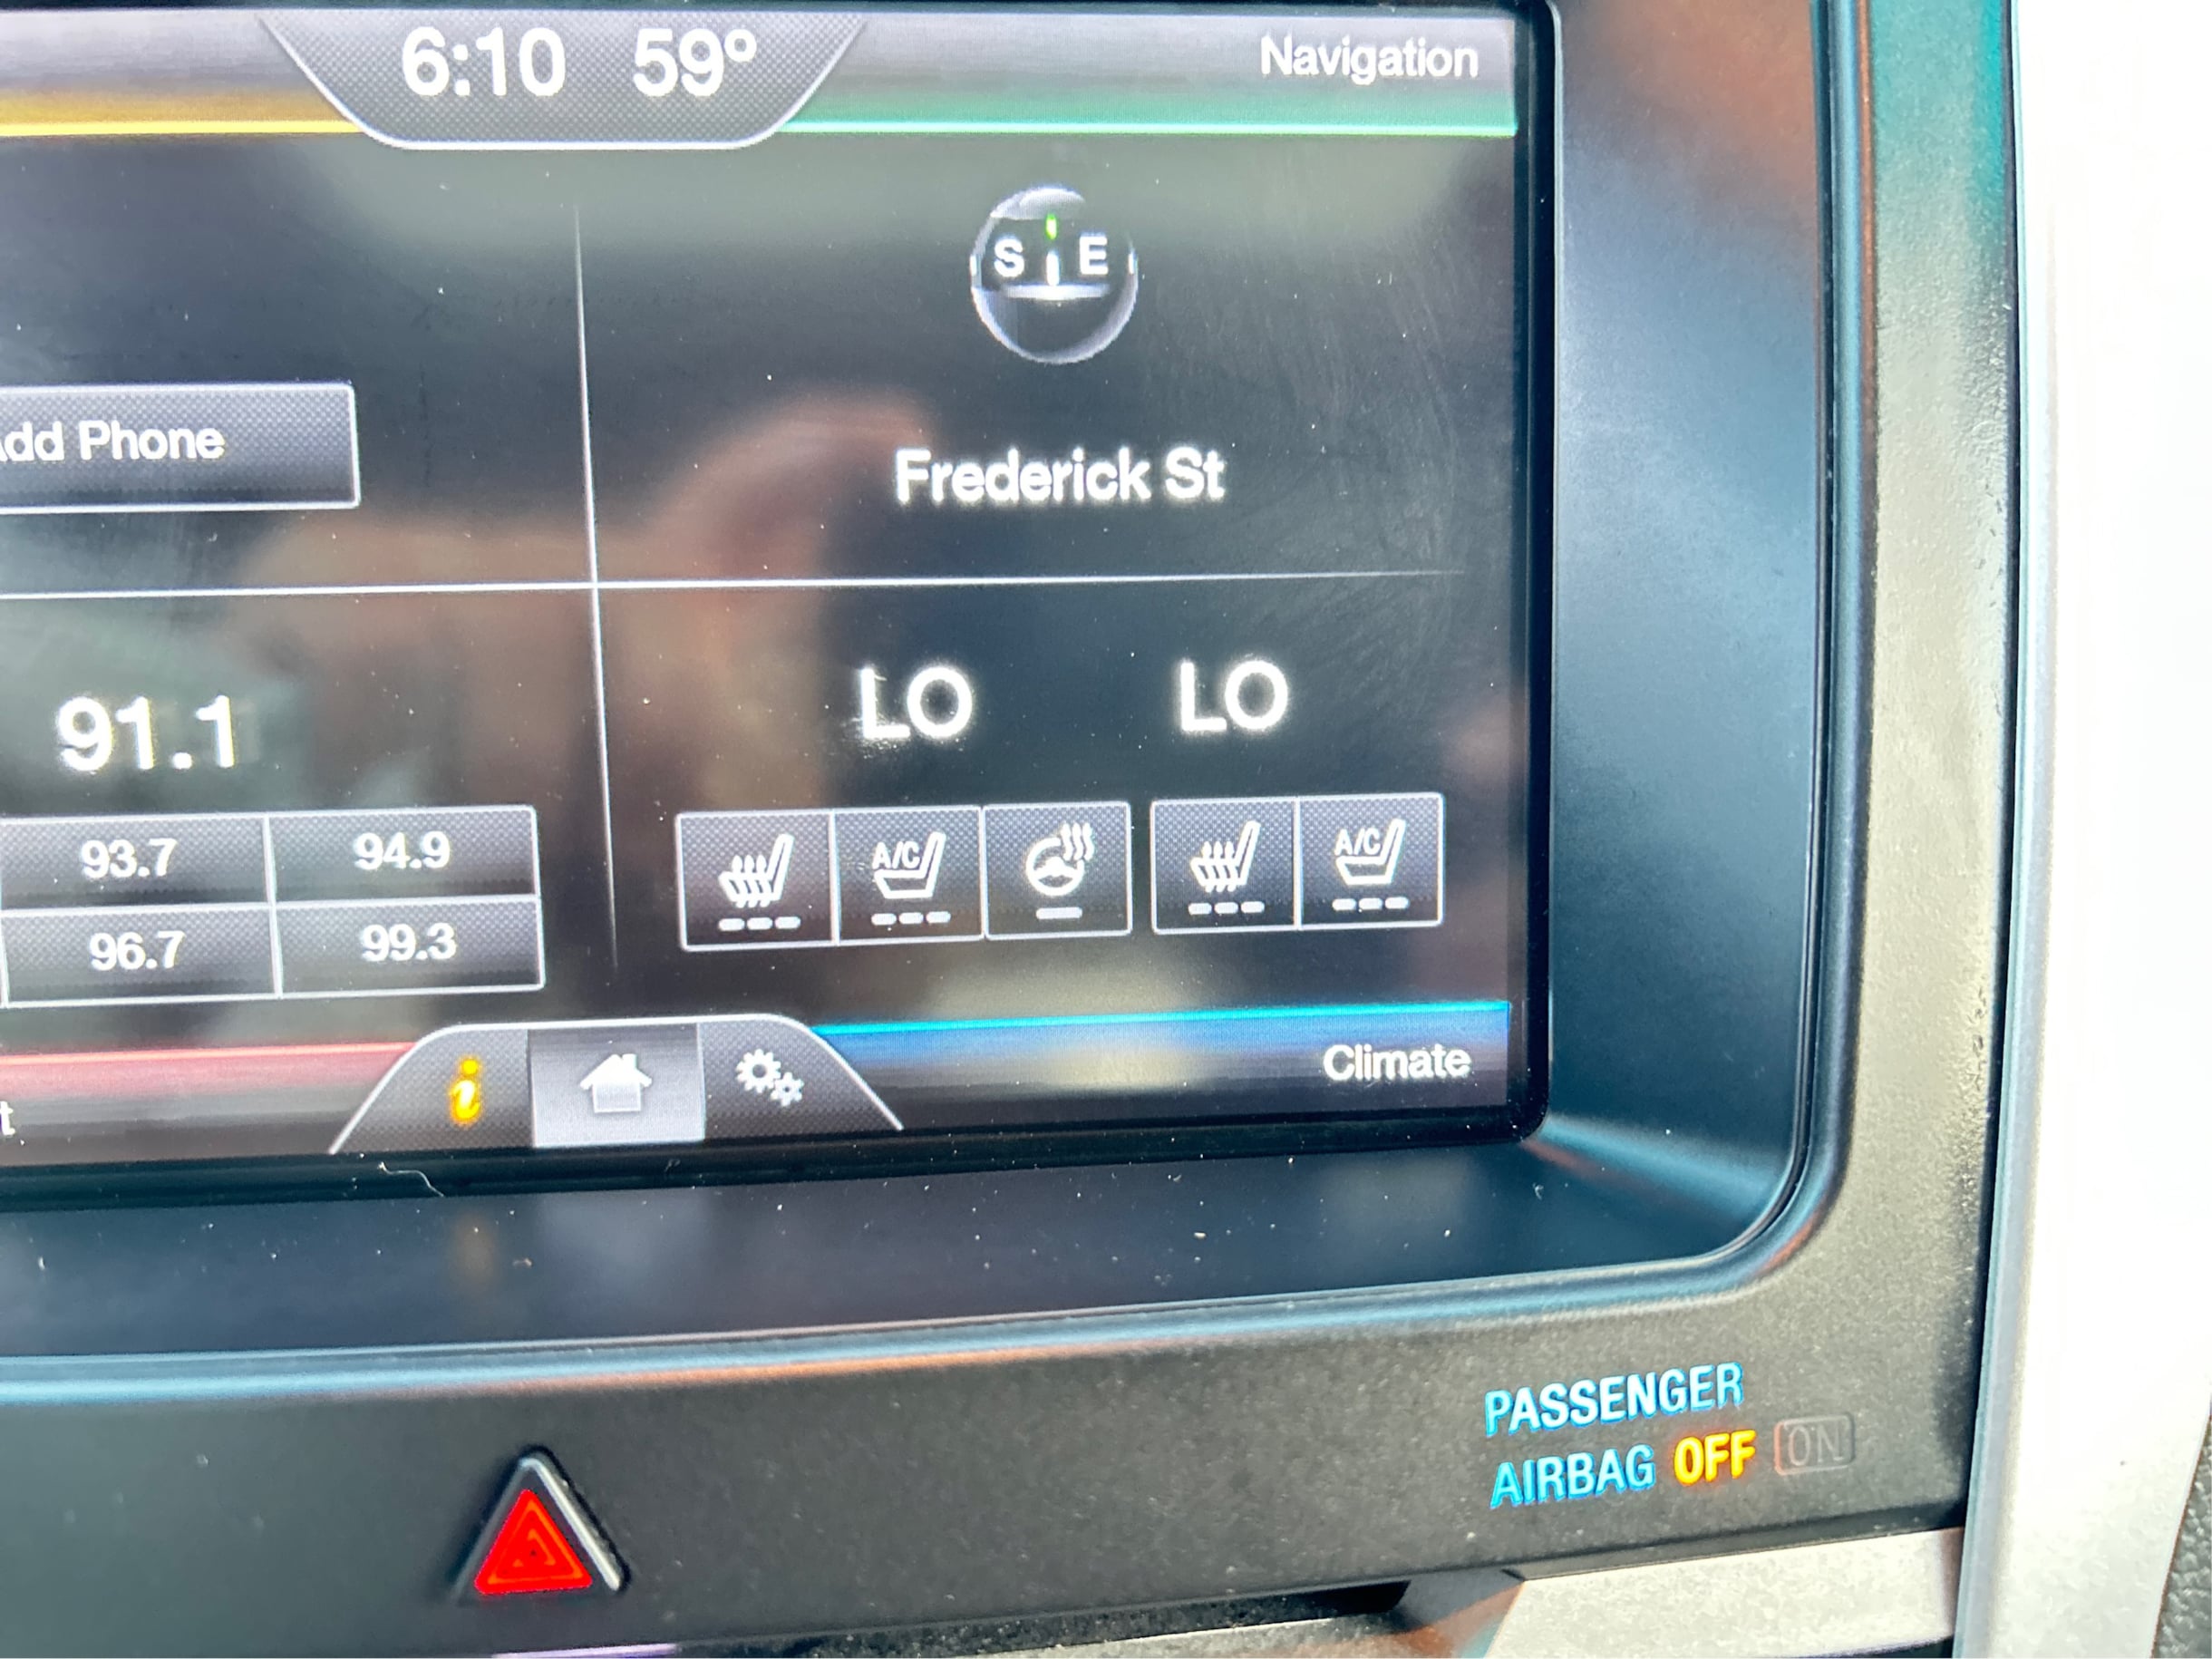 6:10 59°
Navigation
S E
Add Phone
Frederick St
91.1
LO LO
93.7 94.9
A/C A/C
96.7 99.3
i
Climate
t
PASSENGER
AIRBAG OFF ON